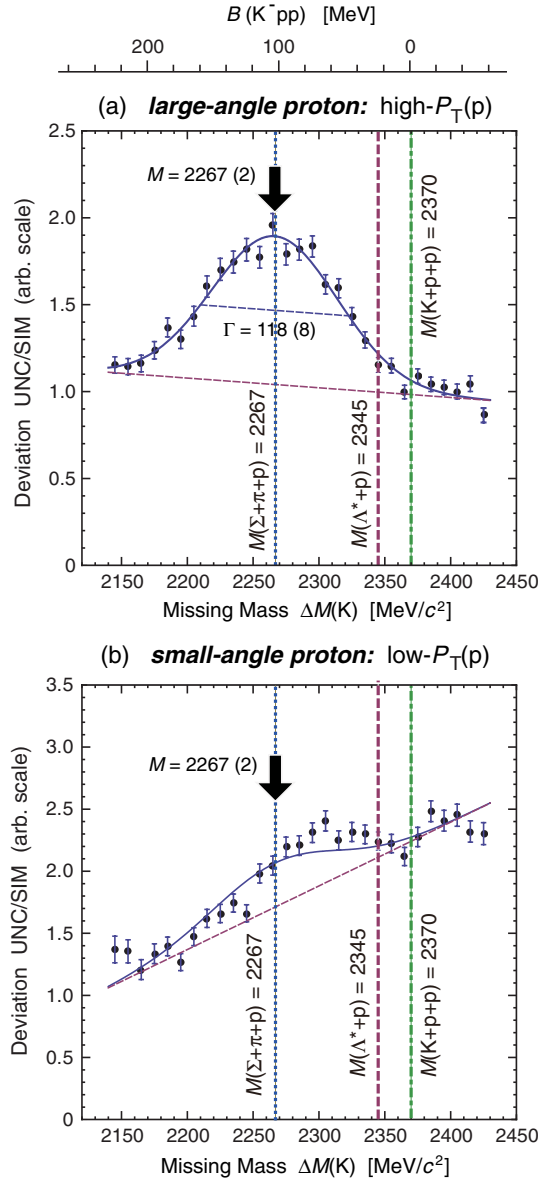 B (K⁻pp) [MeV]
200 100 0
(a) large-angle proton: high-P_T(p)
2.5
2.0
1.5
1.0
0.5
0
Deviation UNC/SIM (arb. scale)
M = 2267 (2)
Γ = 118 (8)
M(Σ+π+p) = 2267
M(Λ*+p) = 2345
M(K+p+p) = 2370
2150 2200 2250 2300 2350 2400 2450
Missing Mass ΔM(K) [MeV/c²]
(b) small-angle proton: low-P_T(p)
3.5
3.0
2.5
2.0
1.5
1.0
0.5
0
Deviation UNC/SIM (arb. scale)
M = 2267 (2)
M(Σ+π+p) = 2267
M(Λ*+p) = 2345
M(K+p+p) = 2370
2150 2200 2250 2300 2350 2400 2450
Missing Mass ΔM(K) [MeV/c²]